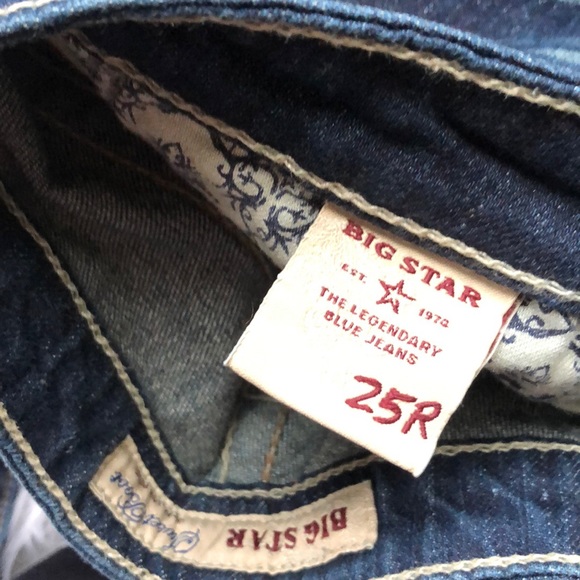 BIG STAR
EST. 1974
THE LEGENDARY
BLUE JEANS
25R
BIG STAR